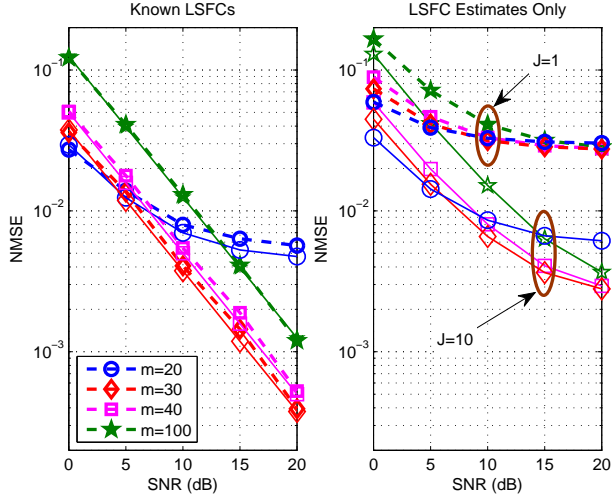 Known LSFCs
NMSE
10⁻¹
10⁻²
10⁻³
0 5 10 15 20
SNR (dB)
m=20
m=30
m=40
m=100
LSFC Estimates Only
NMSE
10⁻¹
10⁻²
10⁻³
0 5 10 15 20
SNR (dB)
J=1
J=10